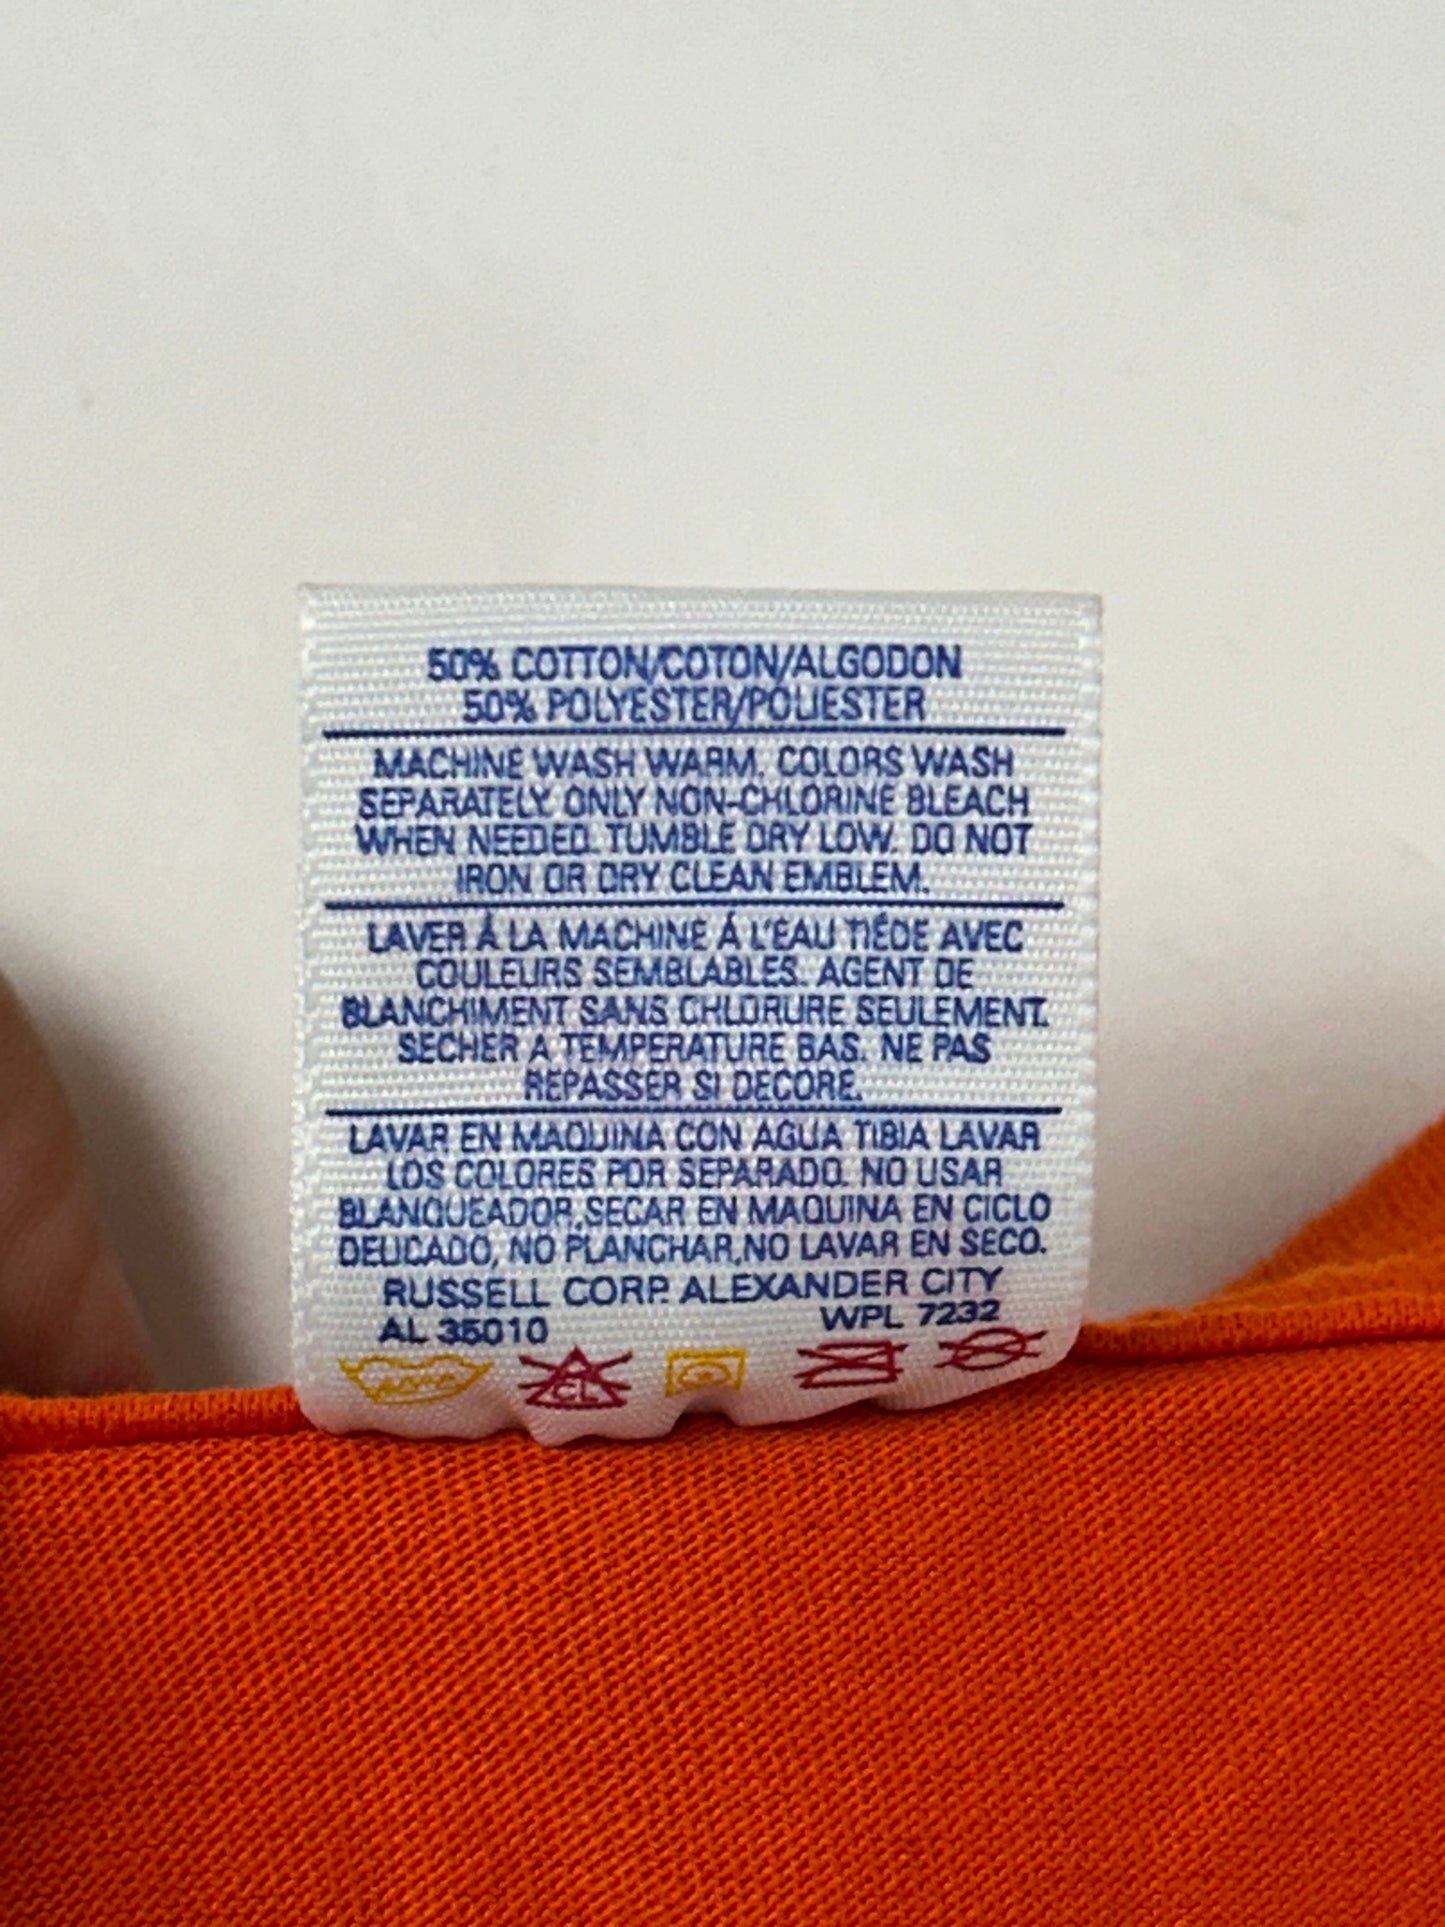 50% COTTON/COTON/ALGODON
50% POLYESTER/POLIESTER
MACHINE WASH WARM. COLORS WASH
SEPARATELY. ONLY NON-CHLORINE BLEACH
WHEN NEEDED. TUMBLE DRY LOW. DO NOT
IRON OR DRY CLEAN EMBLEM.
LAVER Á LA MACHINE Á L'EAU TIÉDE AVEC
COULEURS SEMBLABLES. AGENT DE
BLANCHIMENT SANS CHLORURE SEULEMENT.
SECHER A TEMPERATURE BAS. NE PAS
REPASSER SI DECORE.
LAVAR EN MAQUINA CON AGUA TIBIA LAVAR
LOS COLORES POR SEPARADO. NO USAR
BLANQUEADOR,SECAR EN MAQUINA EN CICLO
DELICADO, NO PLANCHAR,NO LAVAR EN SECO.
RUSSELL CORP. ALEXANDER CITY
AL 35010 WPL 7232
CL